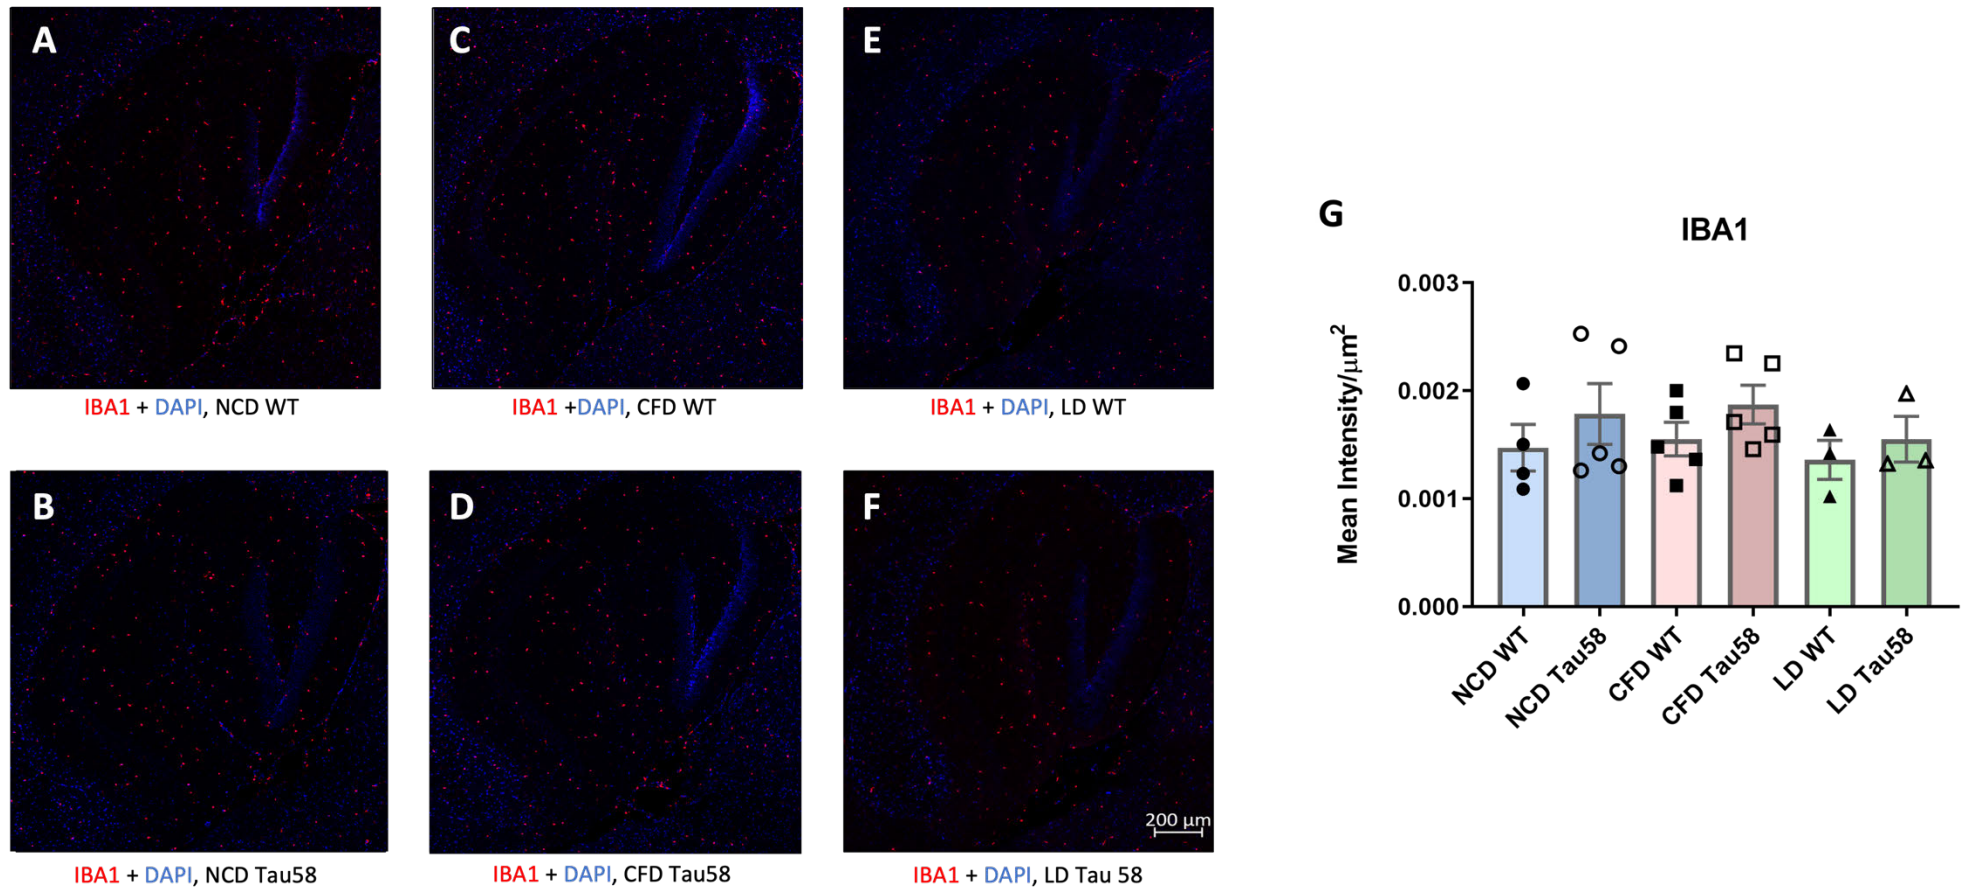 A
C
E
IBA1 + DAPI, NCD WT
IBA1 +DAPI, CFD WT
IBA1 + DAPI, LD WT
B
D
F
200 µm
IBA1 + DAPI, NCD Tau58
IBA1 + DAPI, CFD Tau58
IBA1 + DAPI, LD Tau 58
G
IBA1
Mean Intensity/µm²
0.003
0.002
0.001
0.000
NCD WT
NCD Tau58
CFD WT
CFD Tau58
LD WT
LD Tau58